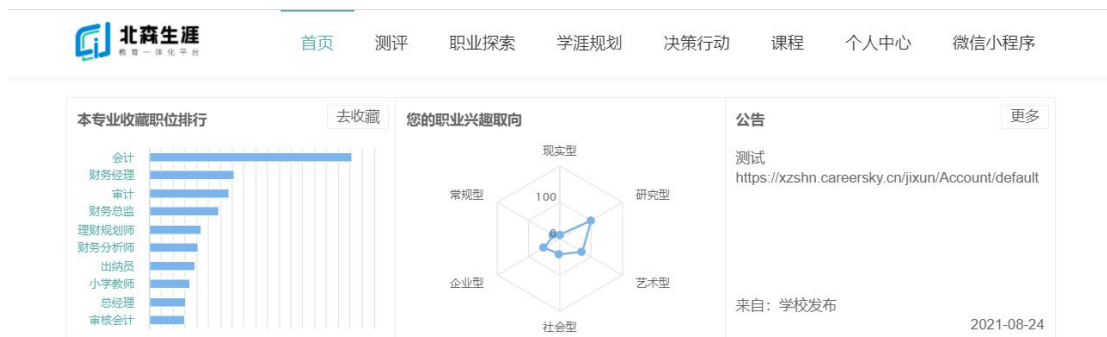 北森生涯
教育一体化平台
首页
测评
职业探索
学涯规划
决策行动
课程
个人中心
微信小程序
本专业收藏职位排行
去收藏
会计
财务经理
审计
财务总监
理财规划师
财务分析师
出纳员
小学教师
总经理
审核会计
您的职业兴趣取向
现实型
研究型
艺术型
社会型
企业型
常规型
100
0
公告
更多
测试
https://xzshn.careersky.cn/jixun/Account/default
来自：学校发布
2021-08-24